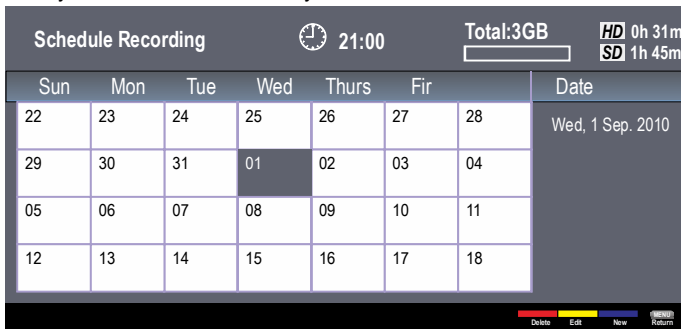 Schedule Recording
21:00
Total:3GB
HD 0h 31m
SD 1h 45m
Sun Mon Tue Wed Thurs Fir Date
22 23 24 25 26 27 28
Wed, 1 Sep. 2010
29 30 31 01 02 03 04
05 06 07 08 09 10 11
12 13 14 15 16 17 18
MENU
Delete Edit New Return